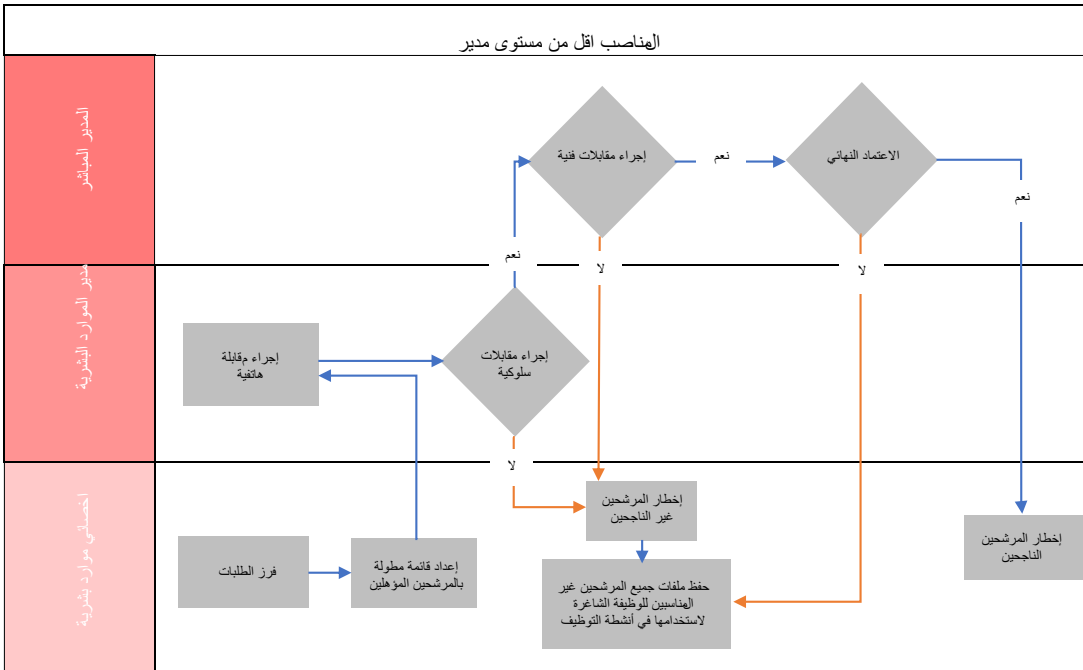 المناصب اقل من مستوى مدير
المدير المباشر
إجراء مقابلات فنية
نعم
الاعتماد النهائي
نعم
لا
لا
نعم
مدير الموارد البشرية
إجراء مقابلة
هاتفية
إجراء مقابلات
سلوكية
لا
اخصائي موارد بشرية
فرز الطلبات
إعداد قائمة مطولة
بالمرشحين المؤهلين
إخطار المرشحين
غير الناجحين
حفظ ملفات جميع المرشحين غير
المناسبين للوظيفة الشاغرة
لاستخدامها في أنشطة التوظيف
إخطار المرشحين
الناجحين